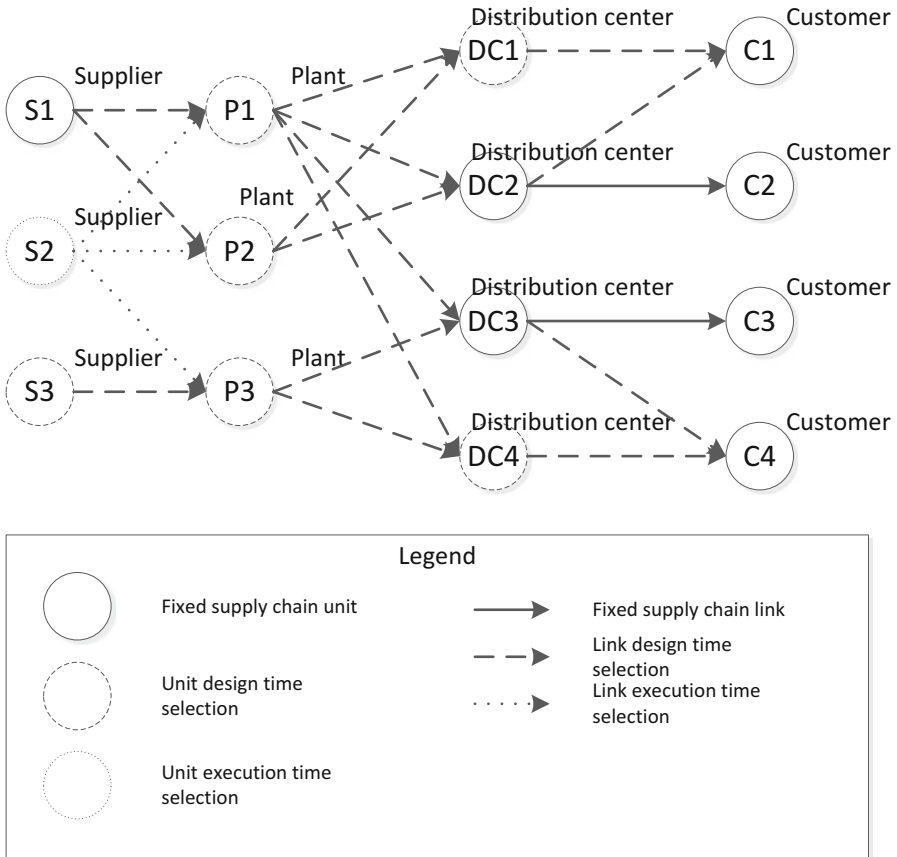 Distribution center
Customer
DC1
C1
Supplier
Plant
S1
P1
Distribution center
Customer
DC2
C2
Supplier
Plant
S2
P2
Distribution center
Customer
DC3
C3
Supplier
Plant
S3
P3
Distribution center
Customer
DC4
C4
Legend
Fixed supply chain unit
Fixed supply chain link
Link design time
selection
Unit design time
selection
Link execution time
selection
Unit execution time
selection